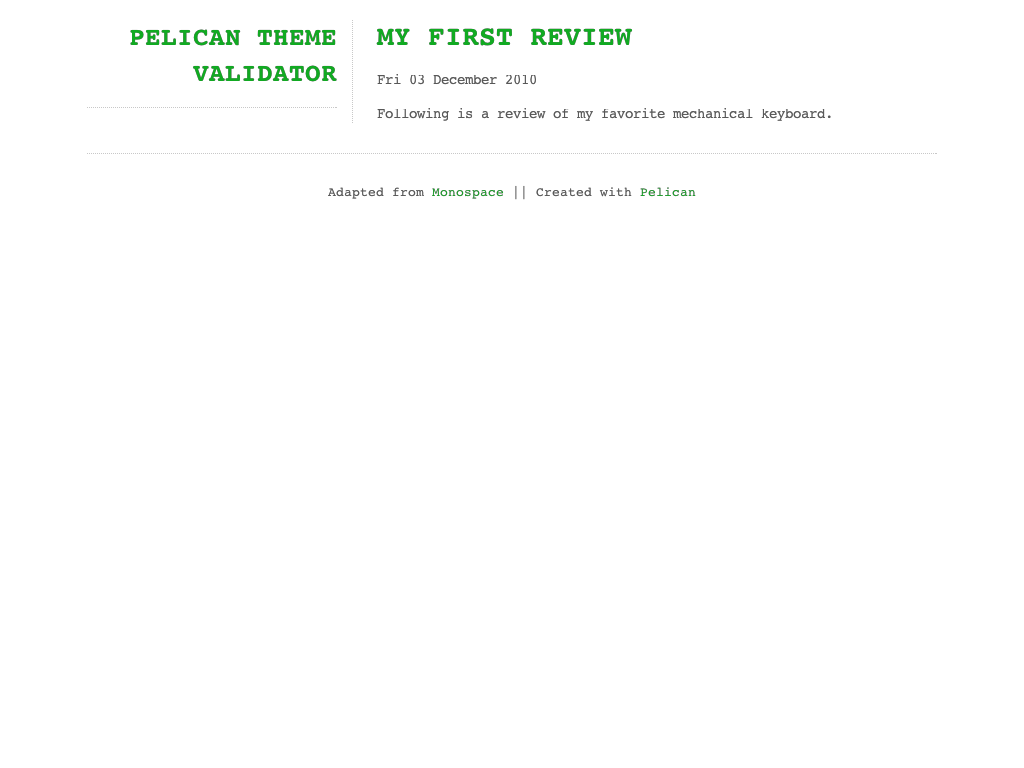 PELICAN THEME
VALIDATOR
MY FIRST REVIEW
Fri 03 December 2010
Following is a review of my favorite mechanical keyboard.
Adapted from Monospace || Created with Pelican